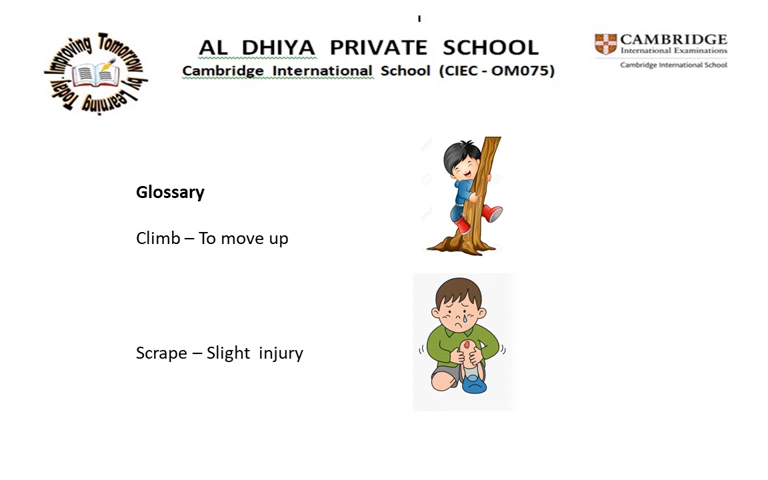 Improving Tomorrow by Learning Today
AL DHIYA PRIVATE SCHOOL
Cambridge International School (CIEC - OM075)
CAMBRIDGE
International Examinations
Cambridge International School
Glossary
Climb – To move up
Scrape – Slight injury